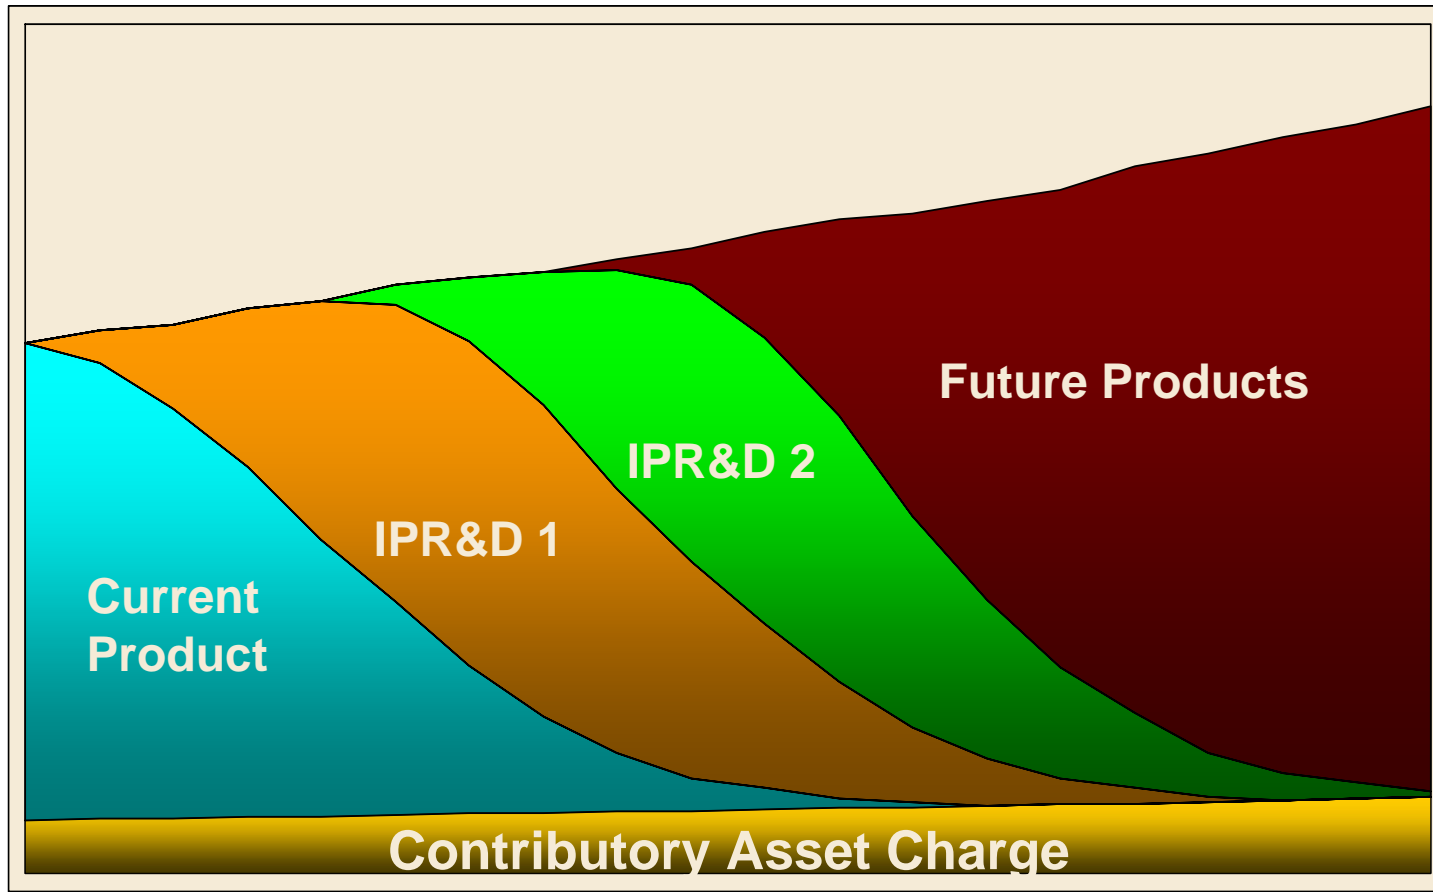 Future Products
IPR&D 2
IPR&D 1
Current
Product
Contributory Asset Charge